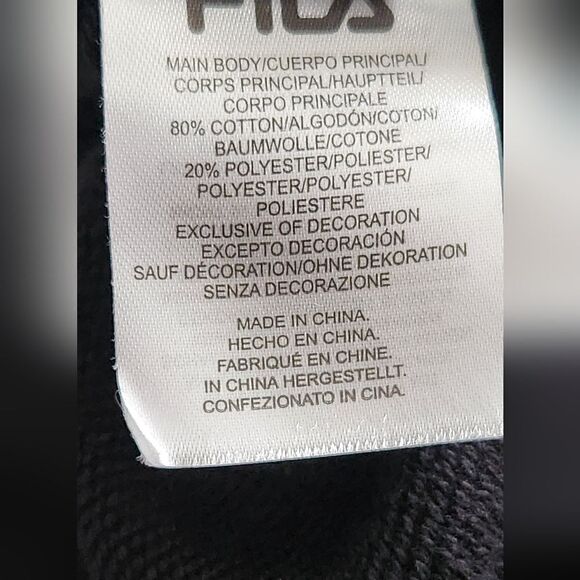 FILA
MAIN BODY/CUERPO PRINCIPAL/
CORPS PRINCIPAL/HAUPTTEIL/
CORPO PRINCIPALE
80% COTTON/ALGODÓN/COTON/
BAUMWOLLE/COTONE
20% POLYESTER/POLIESTER/
POLYESTER/POLYESTER/
POLIESTERE
EXCLUSIVE OF DECORATION
EXCEPTO DECORACIÓN
SAUF DÉCORATION/OHNE DEKORATION
SENZA DECORAZIONE
MADE IN CHINA.
HECHO EN CHINA.
FABRIQUÉ EN CHINE.
IN CHINA HERGESTELLT.
CONFEZIONATO IN CINA.